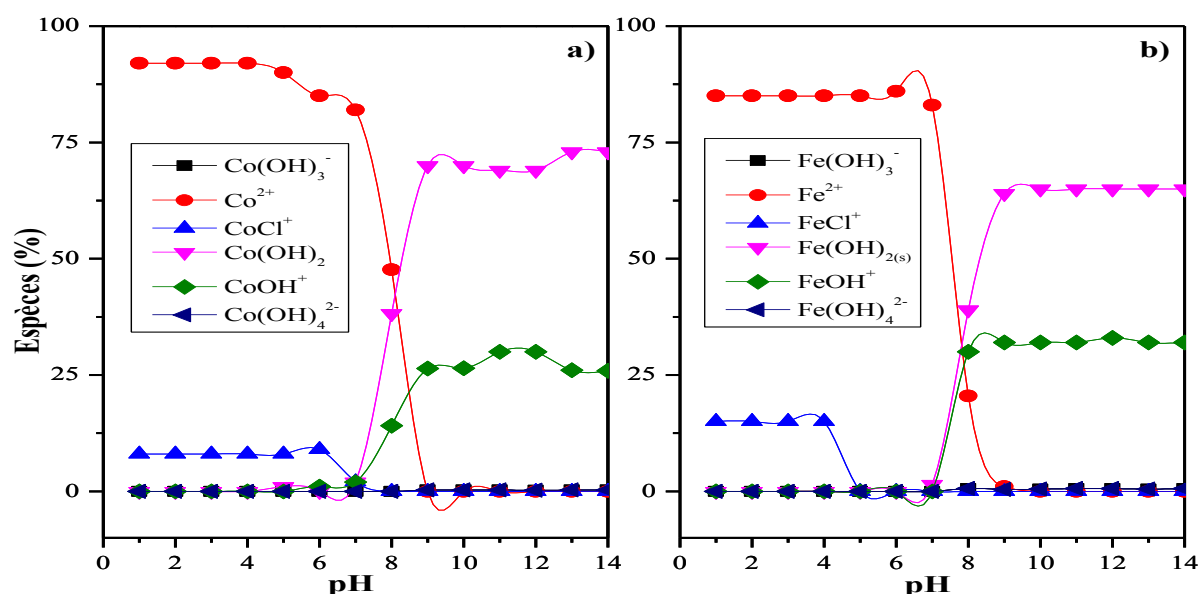 a)
100
75
50
25
0
Espèces (%)
Co(OH)₃⁻
Co²⁺
CoCl⁺
Co(OH)₂
CoOH⁺
Co(OH)₄²⁻
0 2 4 6 8 10 12 14
pH
b)
100
75
50
25
0
Fe(OH)₃⁻
Fe²⁺
FeCl⁺
Fe(OH)₂₍ₛ₎
FeOH⁺
Fe(OH)₄²⁻
0 2 4 6 8 10 12 14
pH